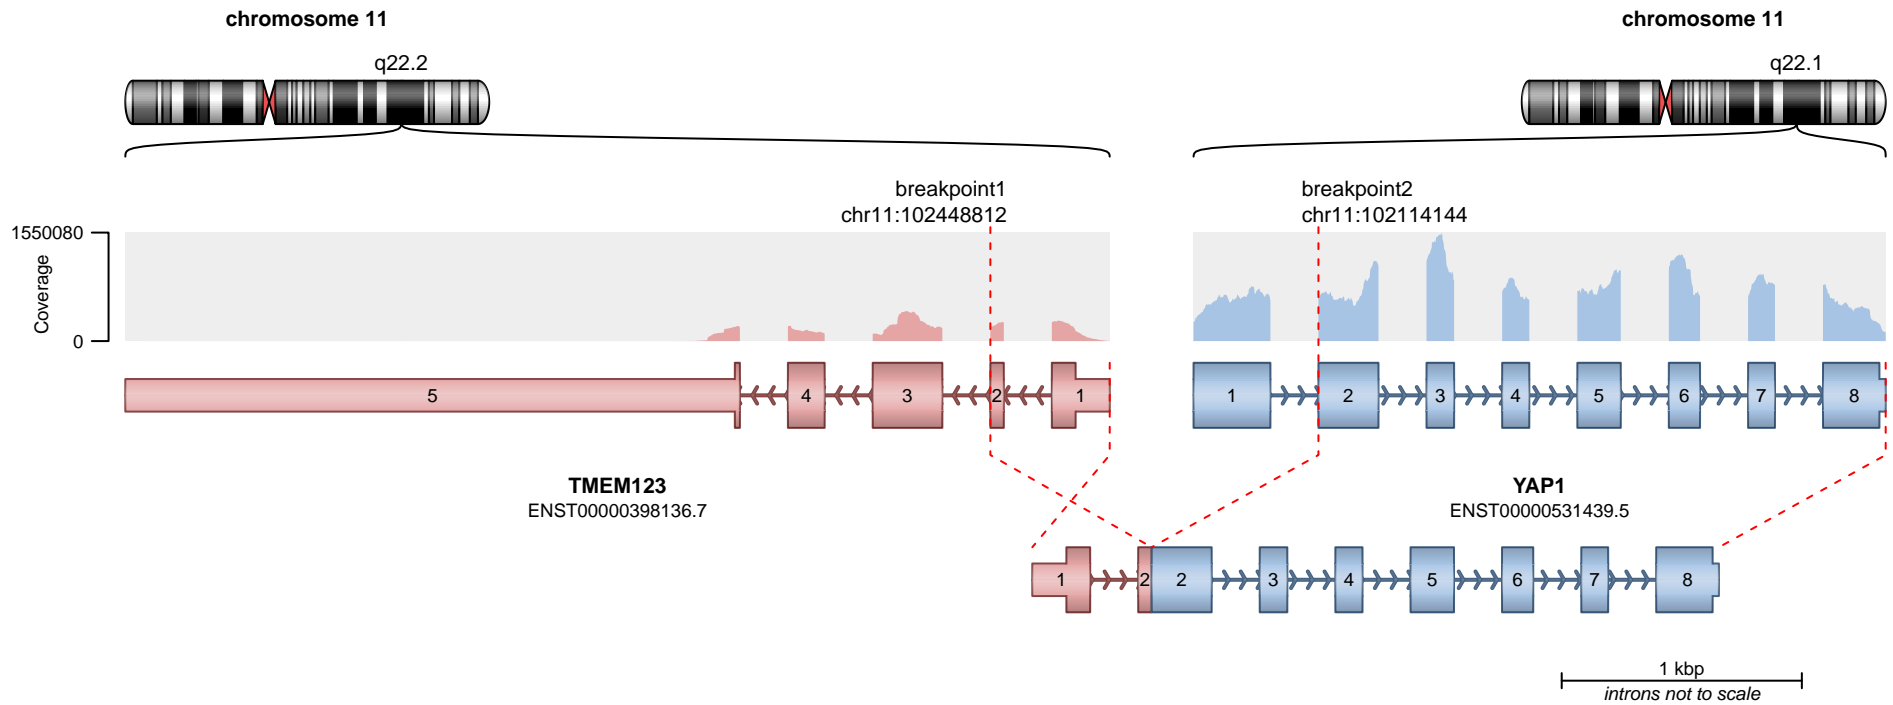 chromosome 11
chromosome 11
q22.2
q22.1
breakpoint1
chr11:102448812
breakpoint2
chr11:102114144
1550080
Coverage
0
5
4
3
2
1
1
2
3
4
5
6
7
8
TMEM123
ENST00000398136.7
YAP1
ENST00000531439.5
1
2
2
3
4
5
6
7
8
1 kbp
introns not to scale